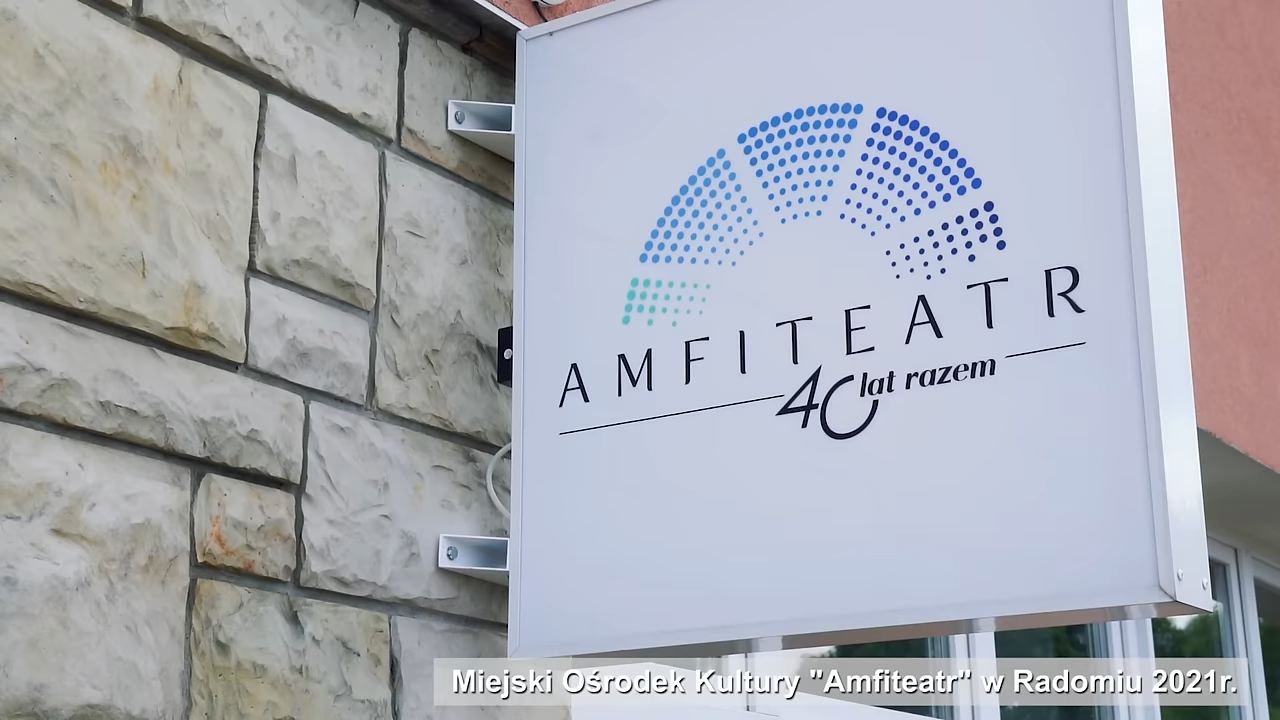 AMFITEATR
40 lat razem
Miejski Ośrodek Kultury "Amfiteatr" w Radomiu 2021r.